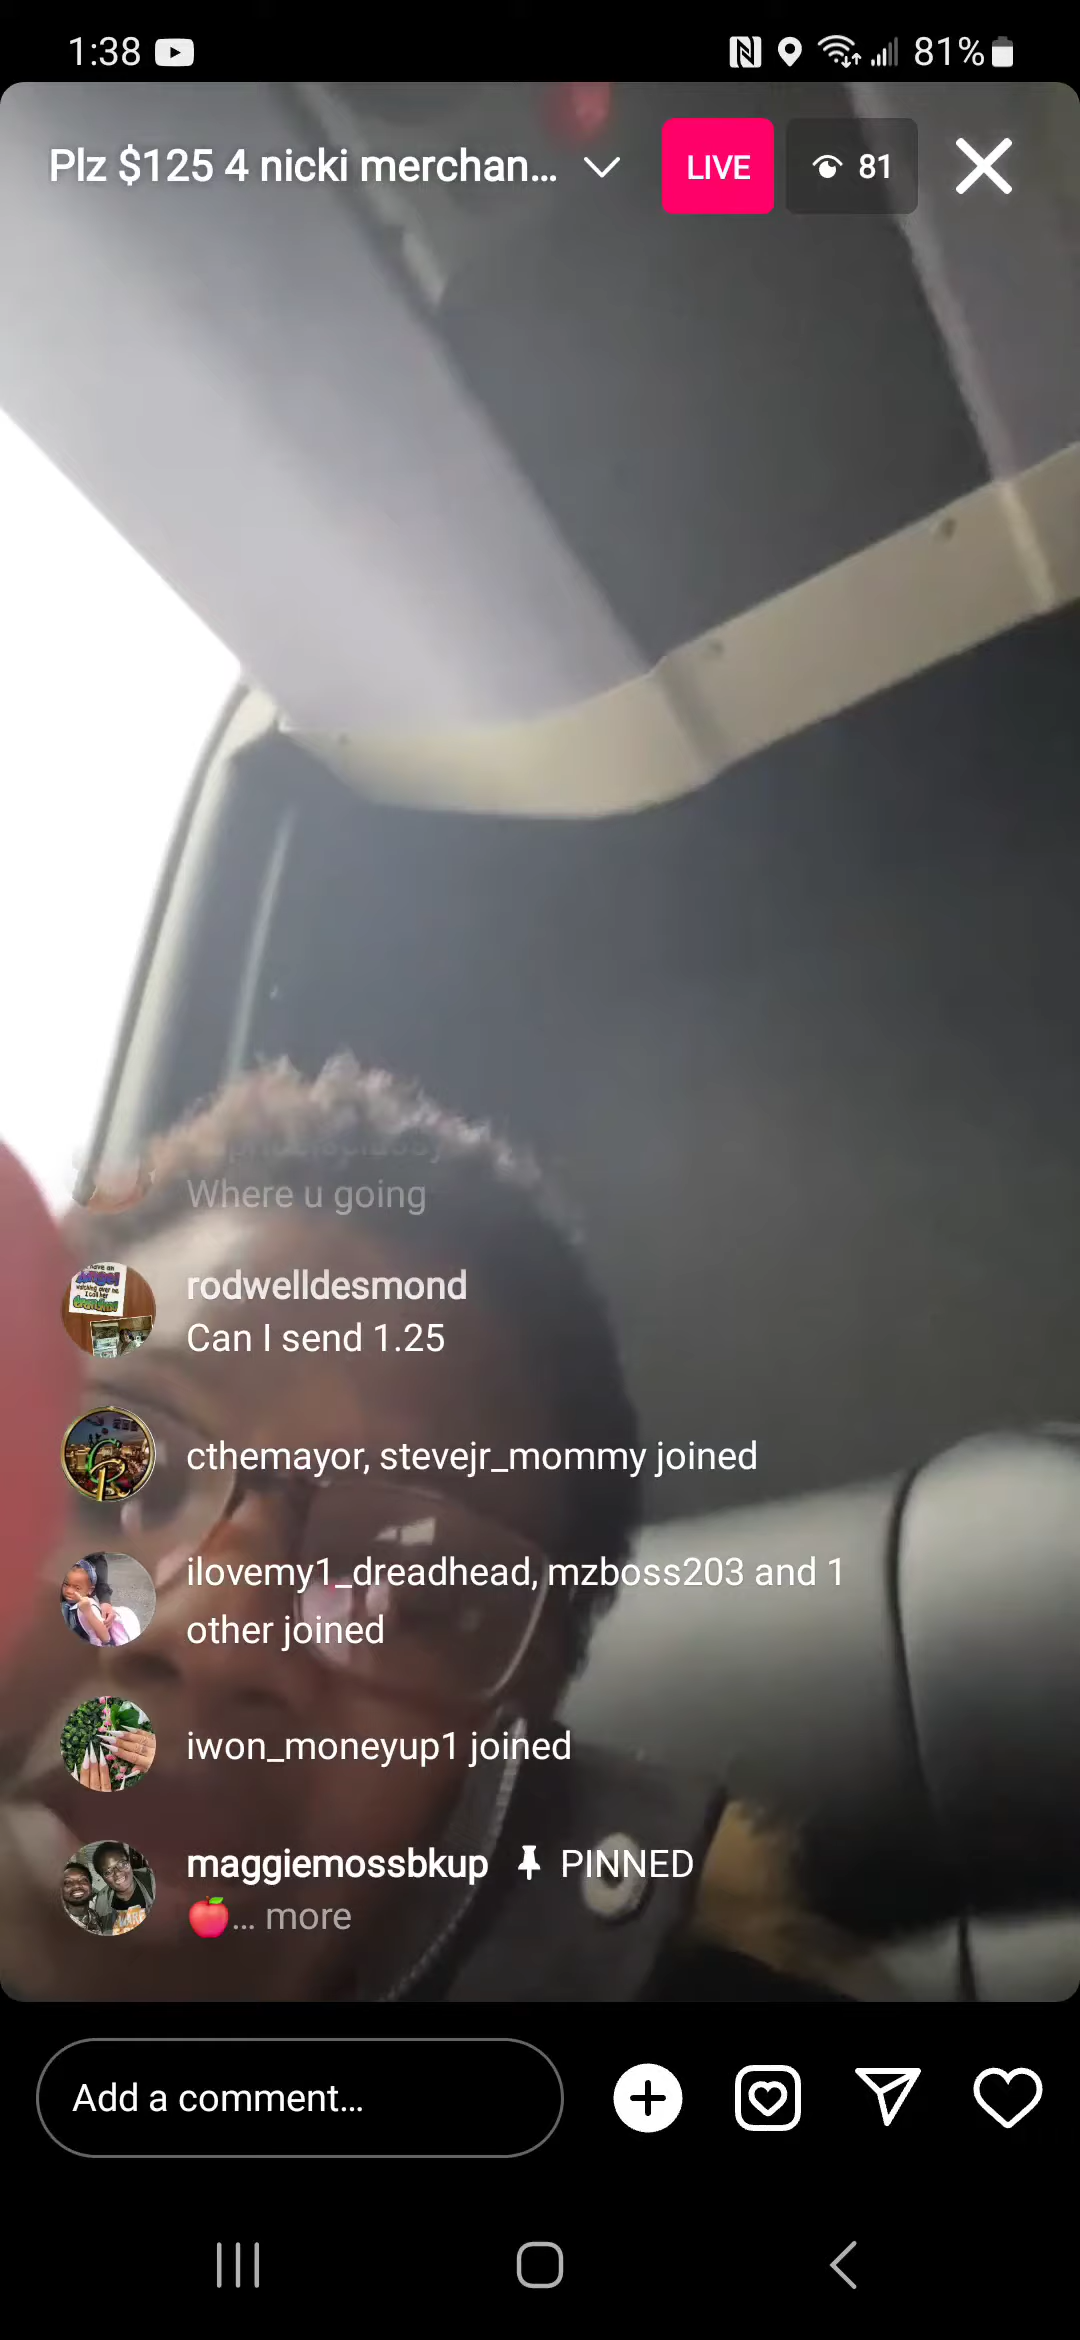 1:38
81%
Plz $125 4 nicki merchan...
LIVE
81
Where u going
rodwelldesmond
Can I send 1.25
cthemayor, stevejr_mommy joined
ilovemy1_dreadhead, mzboss203 and 1
other joined
iwon_moneyup1 joined
maggiemossbkup PINNED
🍎... more
Add a comment...